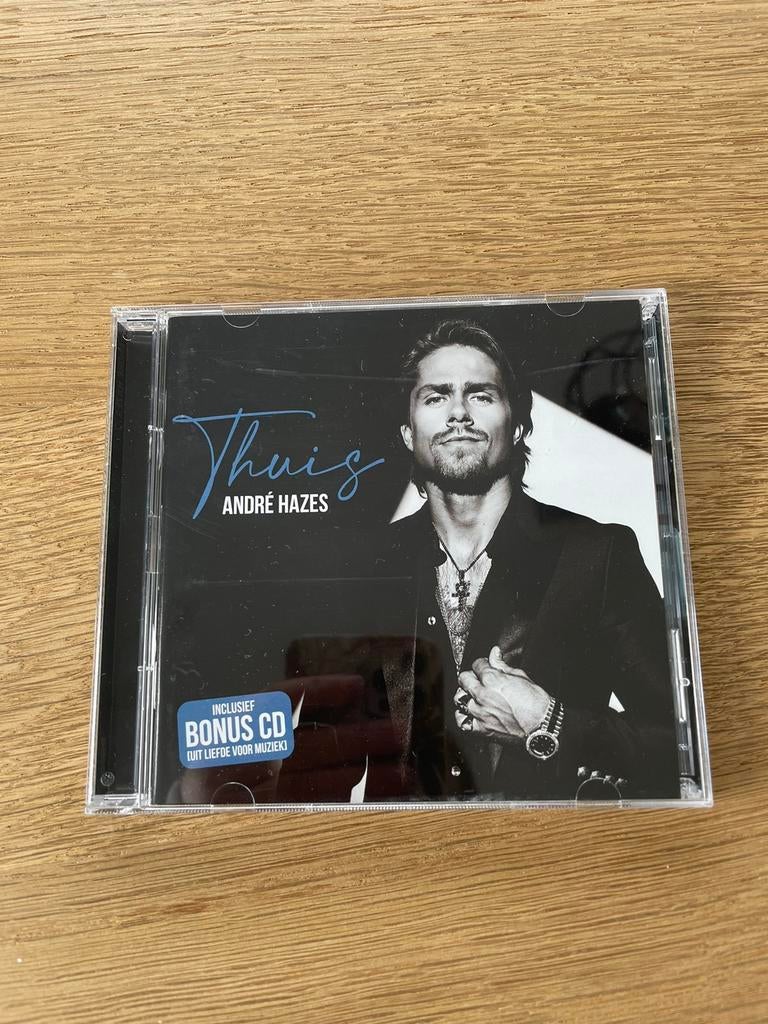 Thuis
ANDRÉ HAZES
INCLUSIEF
BONUS CD
[UIT LIEFDE VOOR MUZIEK]